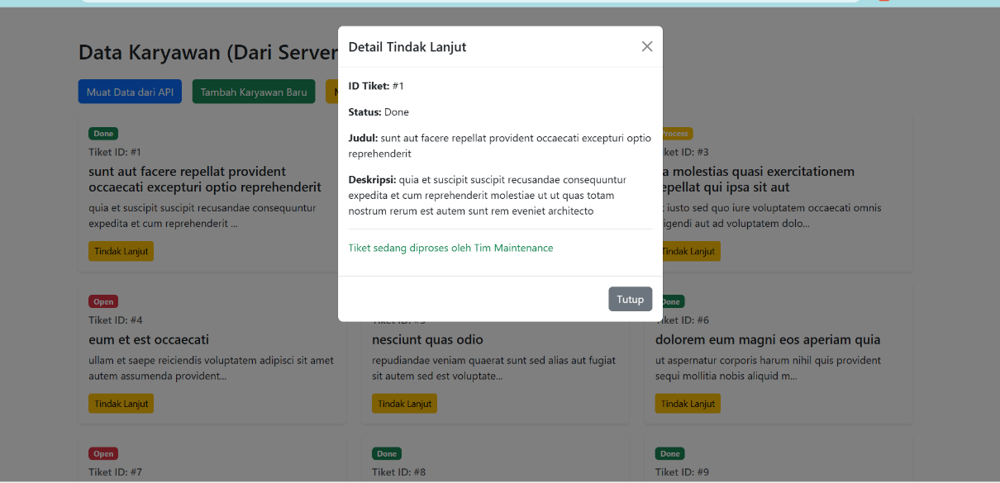 Data Karyawan (Dari Server
Muat Data dari API
Tambah Karyawan Baru
Detail Tindak Lanjut
ID Tiket: #1
Status: Done
Judul: sunt aut facere repellat provident occaecati excepturi optio
reprehenderit
Deskripsi: quia et suscipit suscipit recusandae consequuntur
expedita et cum reprehenderit molestiae ut ut quas totam
nostrum rerum est autem sunt rem eveniet architecto
Tiket sedang diproses oleh Tim Maintenance
Tutup
Done
Tiket ID: #1
sunt aut facere repellat provident
occaecati excepturi optio reprehenderit
quia et suscipit suscipit recusandae consequuntur
expedita et cum reprehenderit ...
Tindak Lanjut
#3
molestias quasi exercitationem
qui ipsa sit aut
iusto sed quo iure voluptatem occaecati omnis
aut ad voluptatem dolo...
Tindak Lanjut
Open
Tiket ID: #4
eum et est occaecati
ullam et saepe reiciendis voluptatem adipisci sit amet
autem assumenda provident...
Tindak Lanjut
nesciunt quas odio
repudiandae veniam quaerat sunt sed alias aut fugiat
sit autem sed est voluptate...
Tindak Lanjut
Done
Tiket ID: #6
dolorem eum magni eos aperiam quia
ut aspernatur corporis harum nihil quis provident
sequi mollitia nobis aliquid m...
Tindak Lanjut
Open
Tiket ID: #7
Done
Tiket ID: #8
Done
Tiket ID: #9